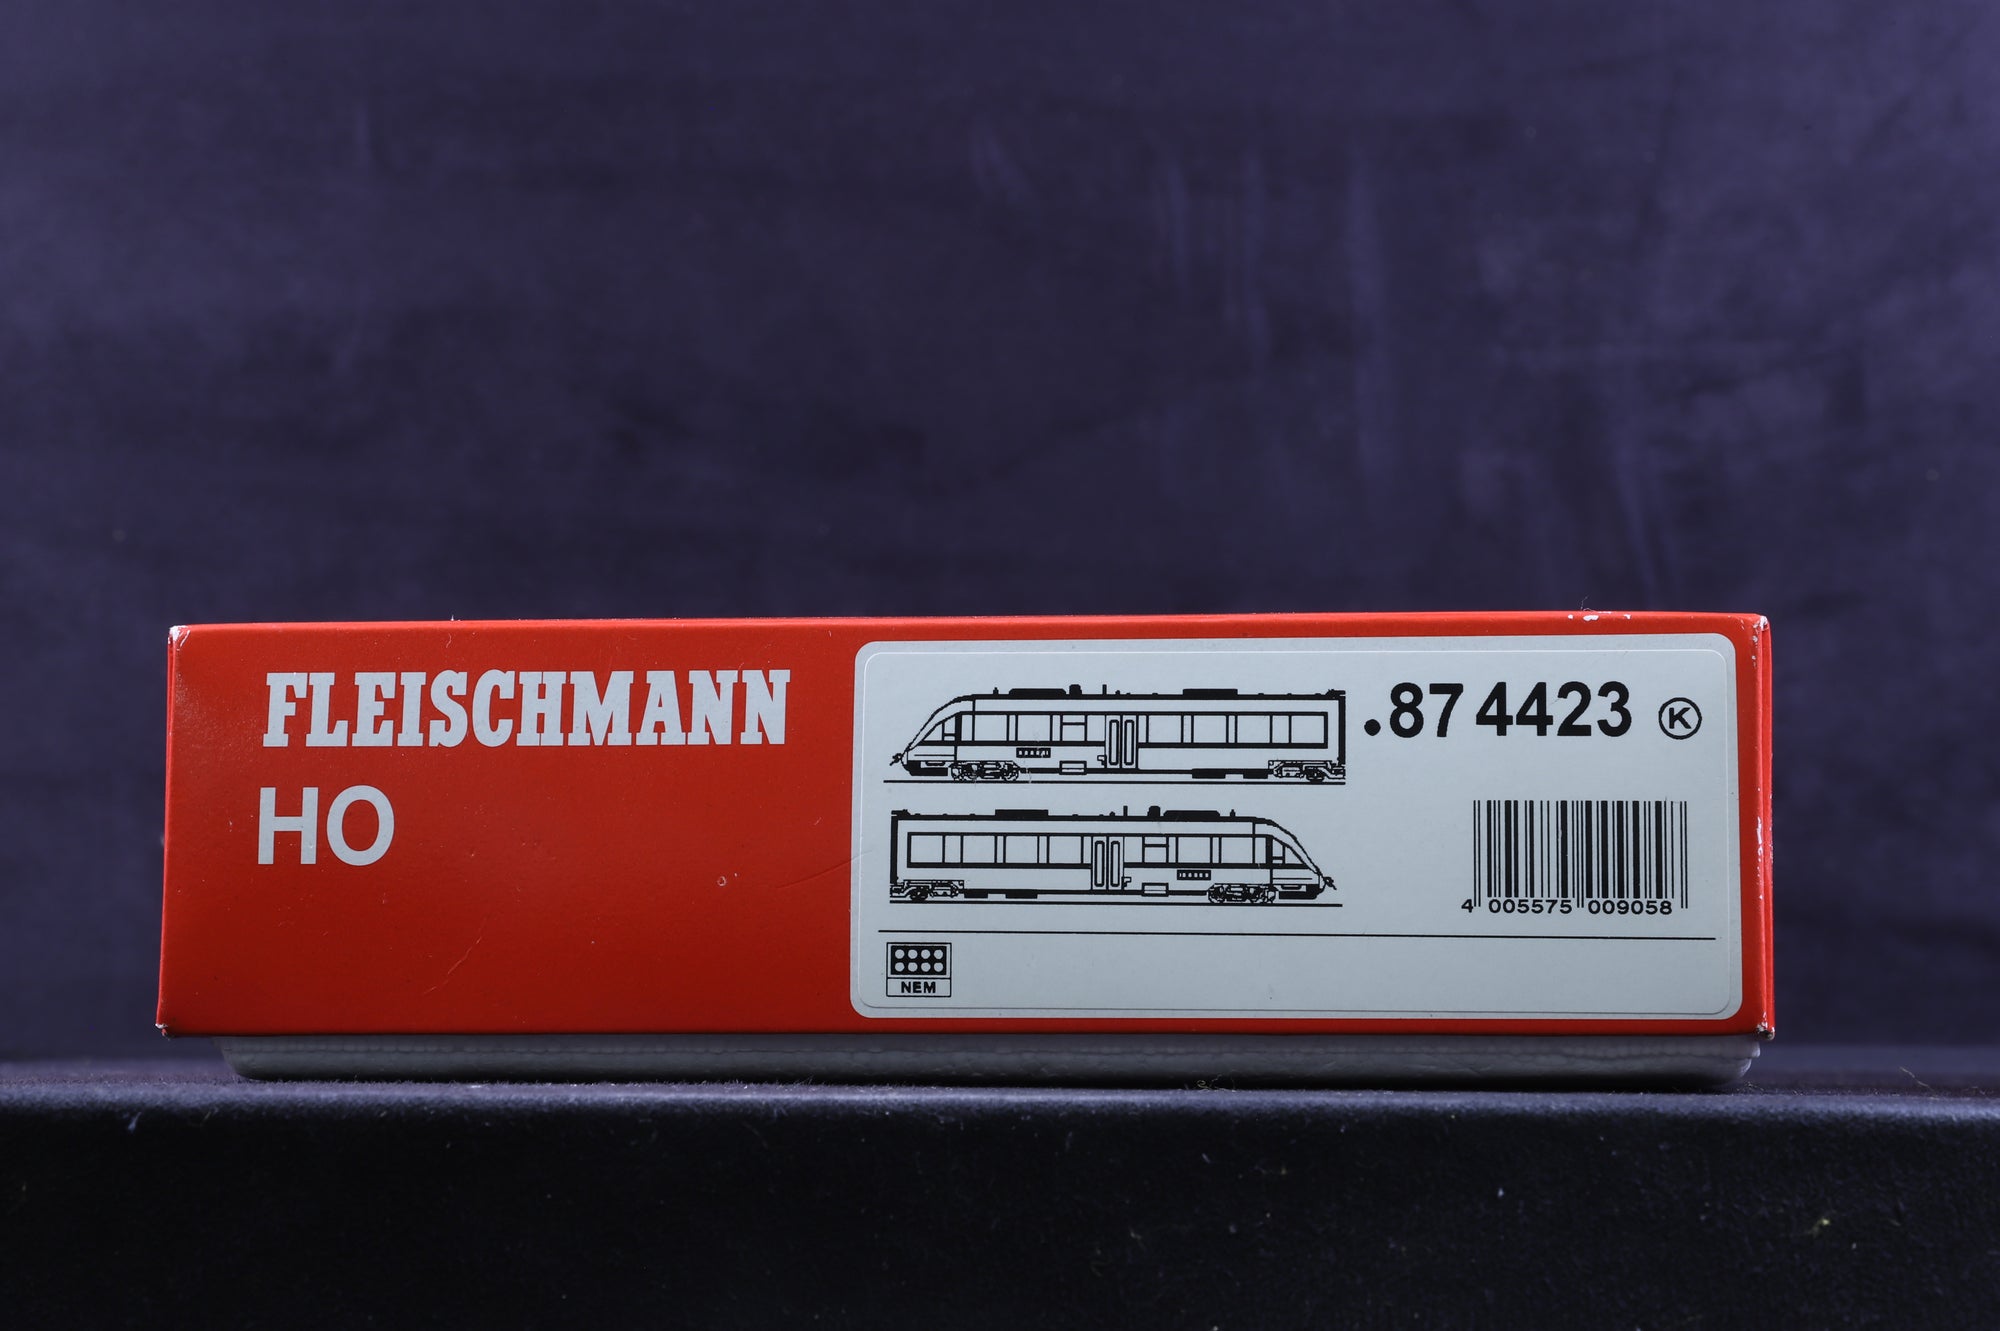 FLEISCHMANN
HO
.87 4423 K
4 005575 009058
NEM